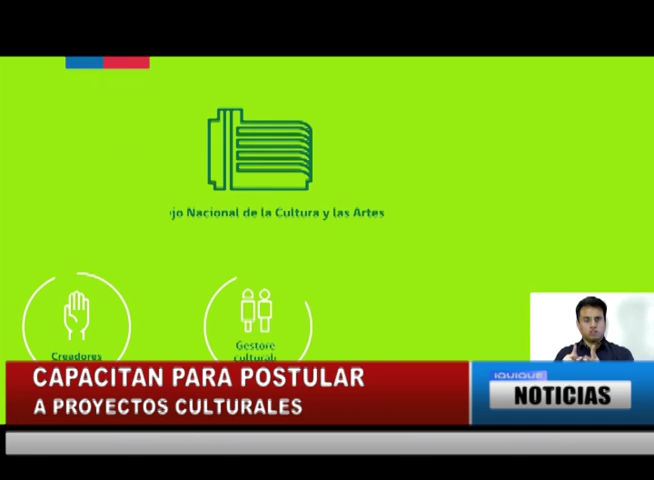 jo Nacional de la Cultura y las Artes
Creadores
Gestore
culturale
CAPACITAN PARA POSTULAR
A PROYECTOS CULTURALES
IQUIQUE
NOTICIAS